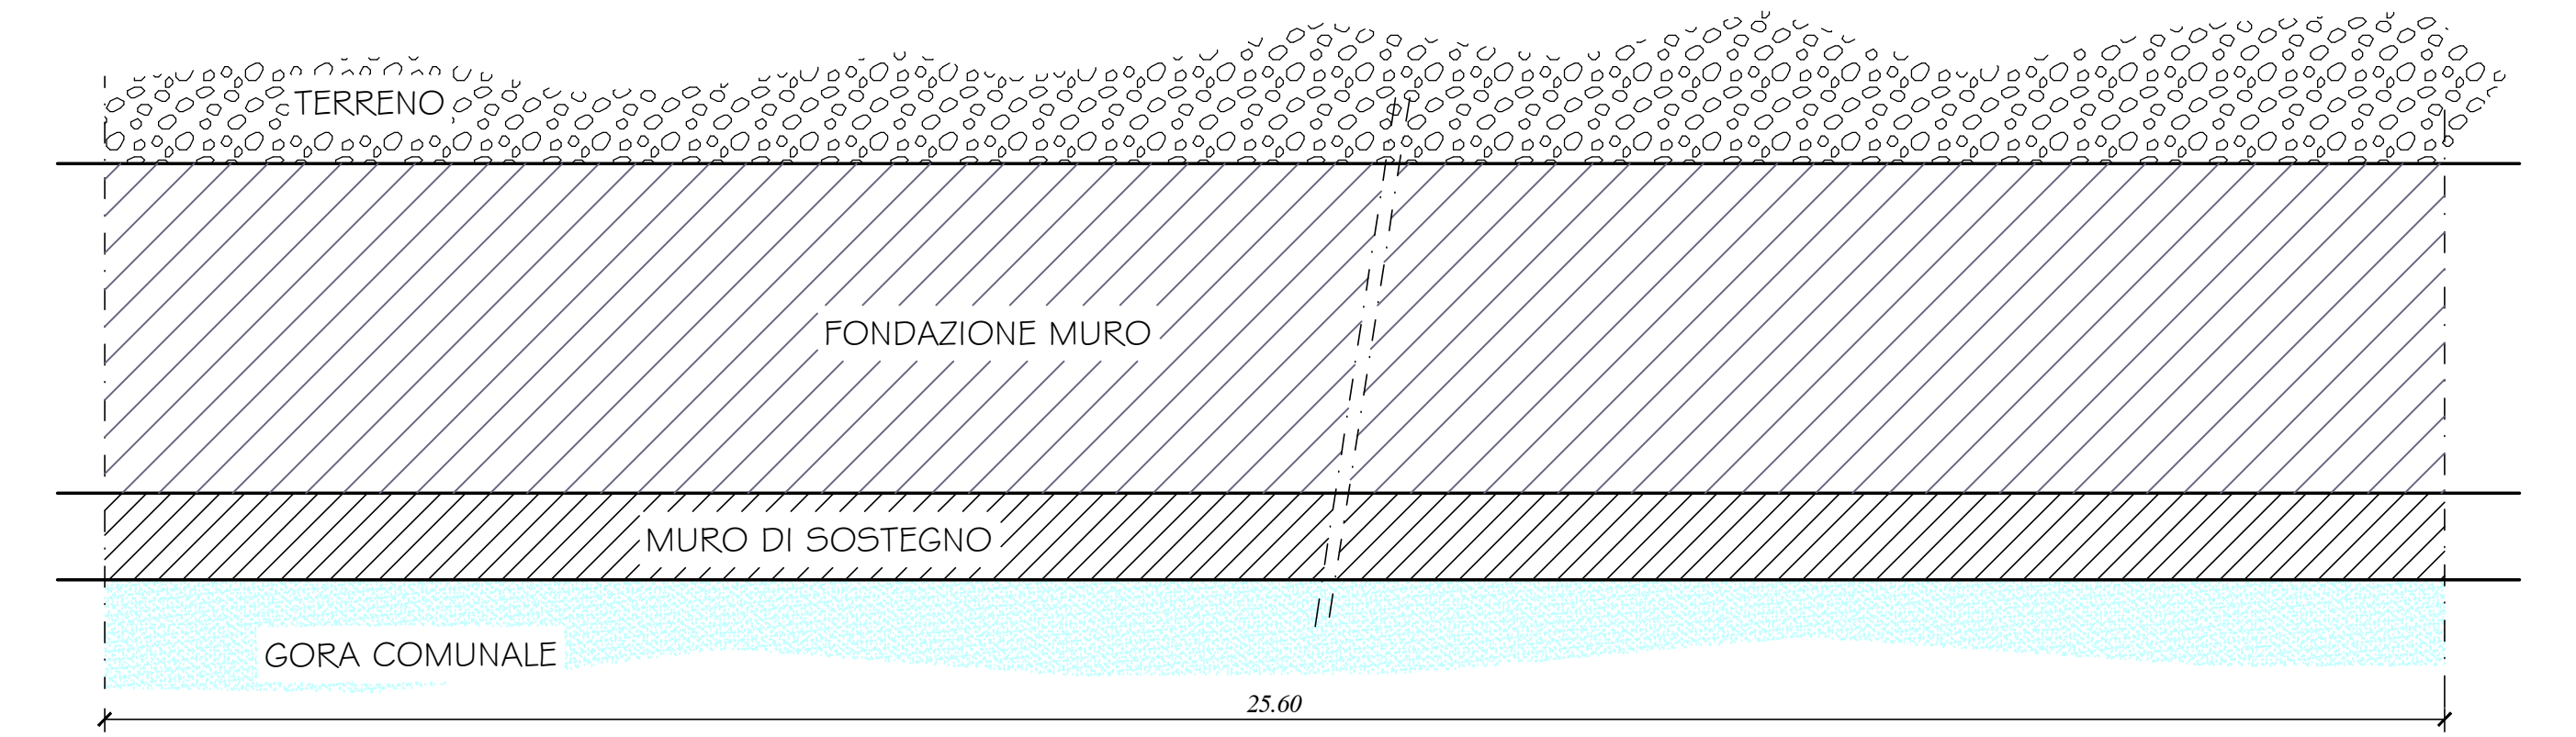 TERRENO
FONDAZIONE MURO
MURO DI SOSTEGNO
GORA COMUNALE
25.60